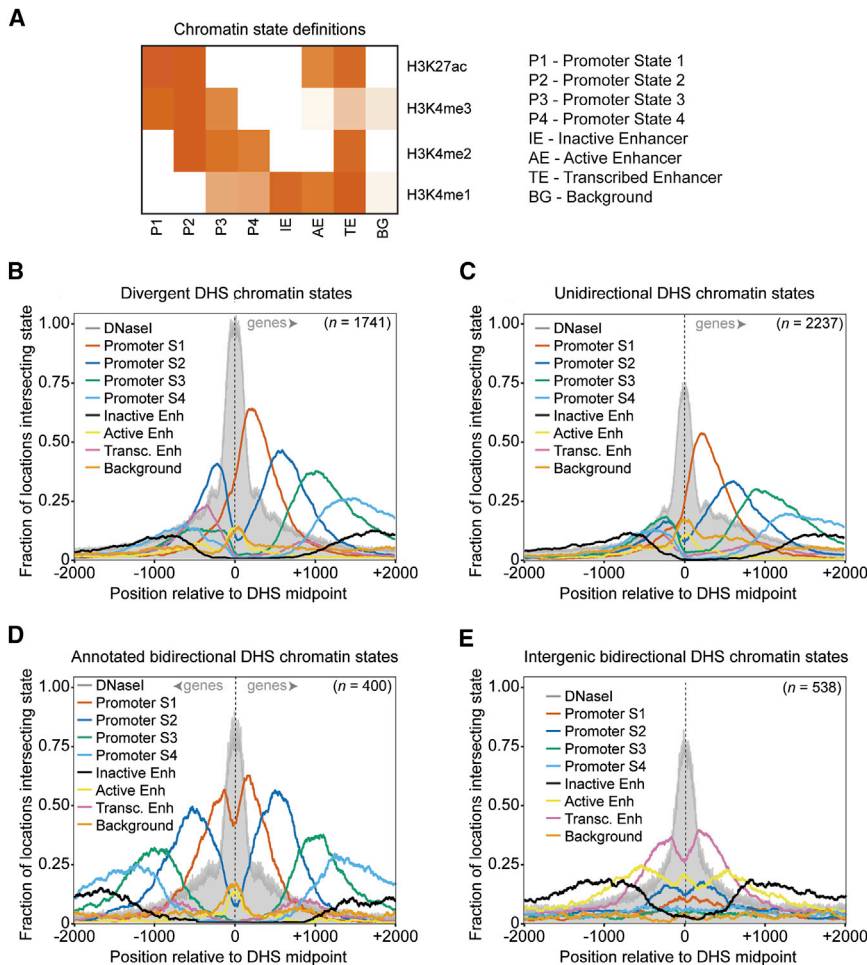 A
Chromatin state definitions
H3K27ac
H3K4me3
H3K4me2
H3K4me1
P1 P2 P3 P4 IE AE TE BG
P1 - Promoter State 1
P2 - Promoter State 2
P3 - Promoter State 3
P4 - Promoter State 4
IE - Inactive Enhancer
AE - Active Enhancer
TE - Transcribed Enhancer
BG - Background
B
Divergent DHS chromatin states
Fraction of locations intersecting state
1.00
0.75
0.50
0.25
0
DNaseI
Promoter S1
Promoter S2
Promoter S3
Promoter S4
Inactive Enh
Active Enh
Transc. Enh
Background
genes
(n = 1741)
-2000 -1000 0 +1000 +2000
Position relative to DHS midpoint
C
Unidirectional DHS chromatin states
Fraction of locations intersecting state
1.00
0.75
0.50
0.25
0
DNaseI
Promoter S1
Promoter S2
Promoter S3
Promoter S4
Inactive Enh
Active Enh
Transc. Enh
Background
genes
(n = 2237)
-2000 -1000 0 +1000 +2000
Position relative to DHS midpoint
D
Annotated bidirectional DHS chromatin states
Fraction of locations intersecting state
1.00
0.75
0.50
0.25
0
DNaseI
Promoter S1
Promoter S2
Promoter S3
Promoter S4
Inactive Enh
Active Enh
Transc. Enh
Background
genes genes
(n = 400)
-2000 -1000 0 +1000 +2000
Position relative to DHS midpoint
E
Intergenic bidirectional DHS chromatin states
Fraction of locations intersecting state
1.00
0.75
0.50
0.25
0
DNaseI
Promoter S1
Promoter S2
Promoter S3
Promoter S4
Inactive Enh
Active Enh
Transc. Enh
Background
(n = 538)
-2000 -1000 0 +1000 +2000
Position relative to DHS midpoint